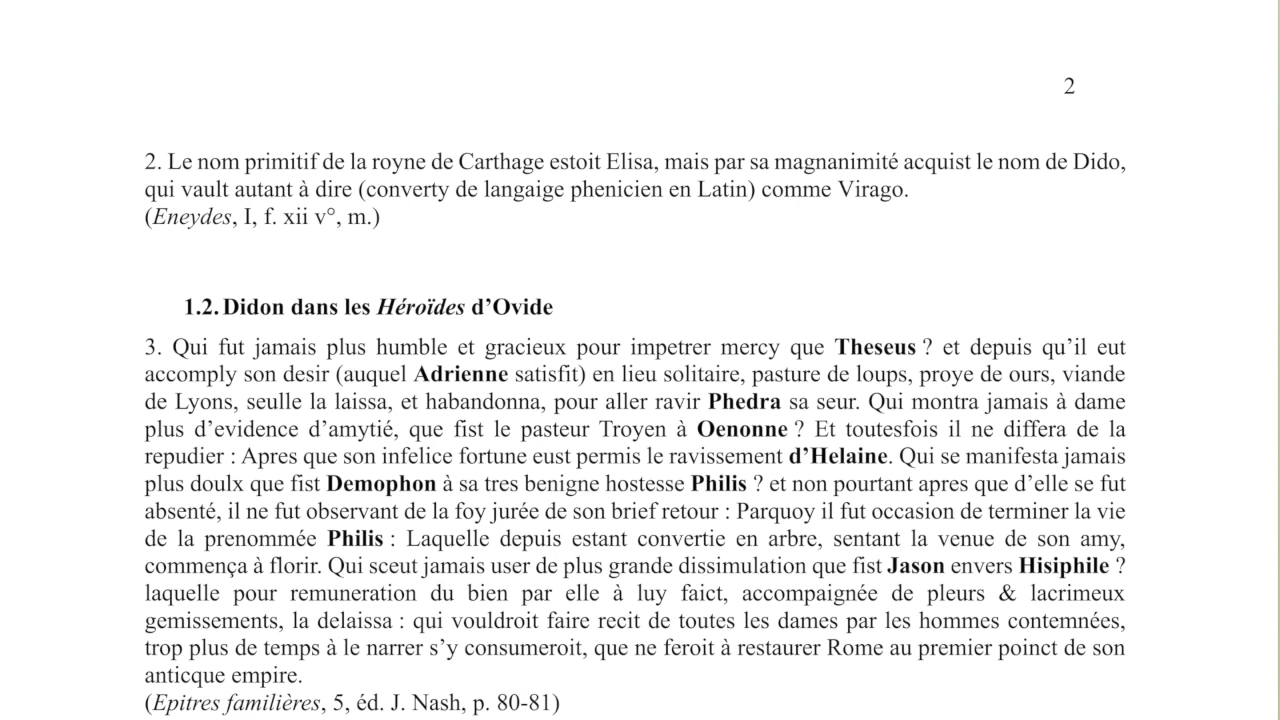 2
2. Le nom primitif de la royne de Carthage estoit Elisa, mais par sa magnanimité acquist le nom de Dido,
qui vault autant à dire (converty de langaige phenicien en Latin) comme Virago.
(Eneydes, I, f. xii v°, m.)
1.2. Didon dans les Héroïdes d’Ovide
3. Qui fut jamais plus humble et gracieux pour impetrer mercy que Theseus ? et depuis qu’il eut
accomply son desir (auquel Adrienne satisfit) en lieu solitaire, pasture de loups, proye de ours, viande
de Lyons, seulle la laissa, et habandonna, pour aller ravir Phedra sa seur. Qui montra jamais à dame
plus d’evidence d’amytié, que fist le pasteur Troyen à Oenonne ? Et toutesfois il ne differa de la
repudier : Apres que son infelice fortune eust permis le ravissement d’Helaine. Qui se manifesta jamais
plus doulx que fist Demophon à sa tres benigne hostesse Philis ? et non pourtant apres que d’elle se fut
absenté, il ne fut observant de la foy jurée de son brief retour : Parquoy il fut occasion de terminer la vie
de la prenommée Philis : Laquelle depuis estant convertie en arbre, sentant la venue de son amy,
commença à florir. Qui sceut jamais user de plus grande dissimulation que fist Jason envers Hisiphile ?
laquelle pour remuneration du bien par elle à luy faict, accompaignée de pleurs & lacrimeux
gemissements, la delaissa : qui vouldroit faire recit de toutes les dames par les hommes contemnées,
trop plus de temps à le narrer s’y consumeroit, que ne feroit à restaurer Rome au premier poinct de son
anticque empire.
(Epitres familières, 5, éd. J. Nash, p. 80-81)